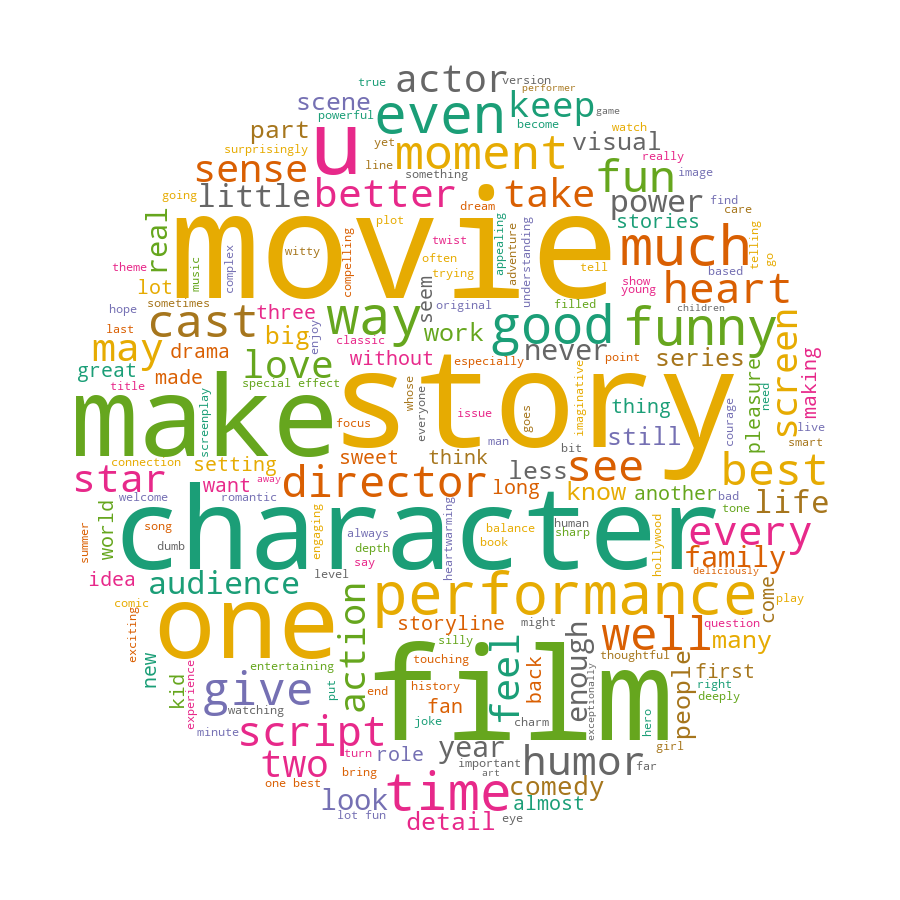 true
actor
version
performer
scene
powerful
even
keep
game
become
part
u
yet
moment
visual
watch
surprisingly
sense
line
something
fun
really
image
going
little
better
dream
take
power
find
care
real
movie
plot
stories
telling
witty
twist
appealing
understanding
much
theme
music
complex
compelling
often
trying
adventure
tell
based
go
lot
heart
show
young
hope
sometimes
three
seem
original
filled
children
last
cast
big
enjoy
way
work
good
funny
may
drama
classic
never
great
love
without
especially
point
series
screen
making
title
made
special effect
story
make
screenplay
whose
everyone
goes
imaginative
thing
pleasure
need
courage
live
focus
issue
still
man
smart
connection
setting
sweet
think
bit
less
see
best
star
want
away
director
long
know
another
bad
life
welcome
romantic
character
tone
summer
world
song
engaging
always
heartwarming
balance
human
sharp
hollywood
every
dumb
depth
book
say
family
idea
audience
level
deliciously
performance
come
play
comic
one
action
storyline
might
question
exciting
silly
feel
enough
well
many
new
entertaining
touching
thoughtful
people
first
kid
experience
give
put
end
history
back
film
exceptionally
right
deeply
watching
fan
joke
charm
hero
minute
script
year
girl
two
turn
role
important
humor
far
bring
art
one best
time
comedy
look
almost
lot fun
detail
eye